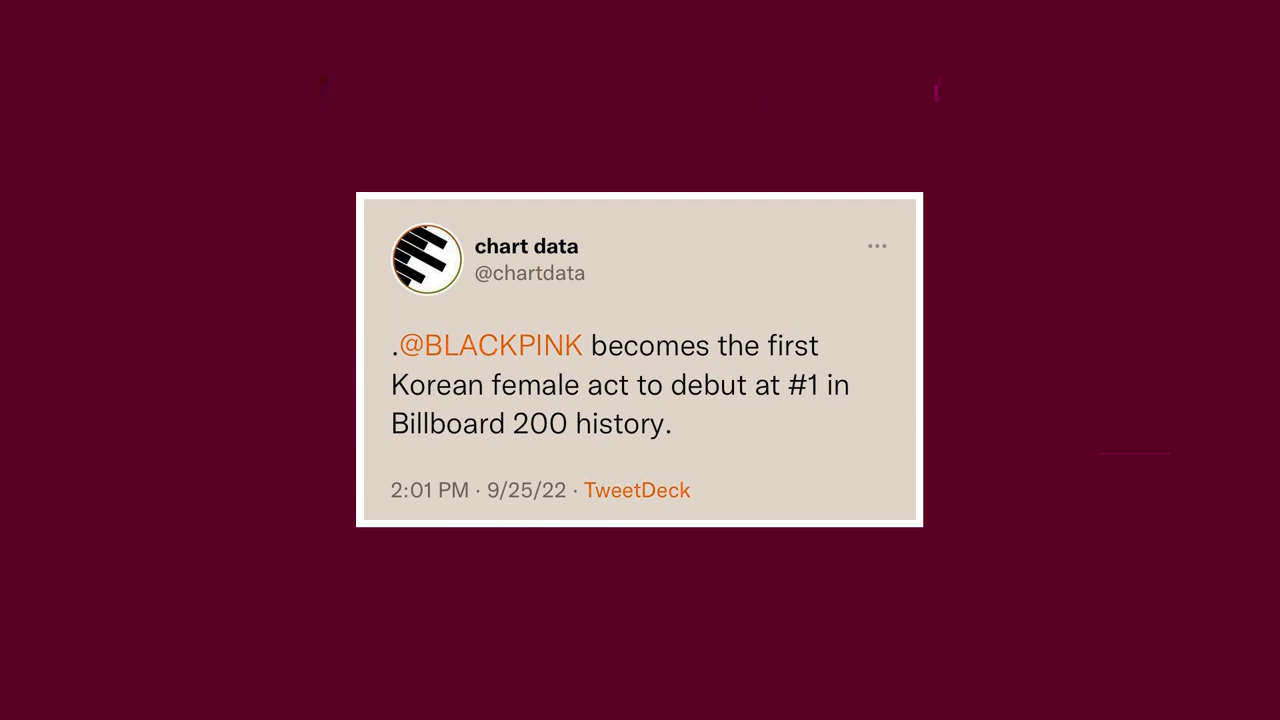 chart data
@chartdata
.@BLACKPINK becomes the first
Korean female act to debut at #1 in
Billboard 200 history.
2:01 PM · 9/25/22 · TweetDeck